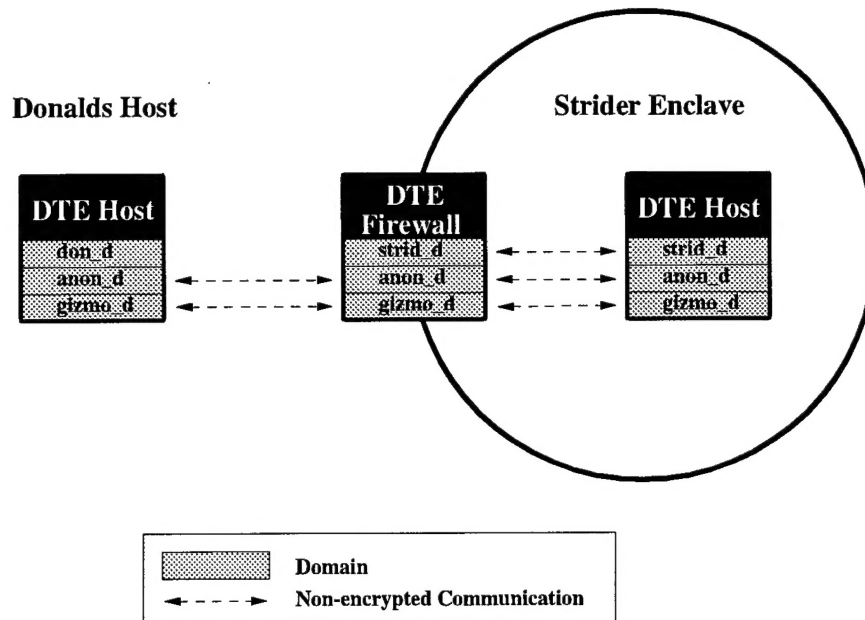 Donalds Host
Strider Enclave
DTE Host
don_d
anon_d
gizmo_d
DTE
Firewall
strid_d
anon_d
gizmo_d
DTE Host
strid_d
anon_d
gizmo_d
Domain
Non-encrypted Communication